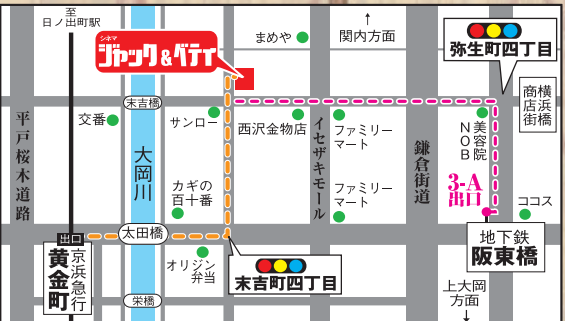 至
日ノ出町駅
シネマ
ジャック&ベティ
まめや
↑
関内方面
弥生町四丁目
末吉橋
横浜橋
商店街
交番
サンロー
西沢金物店
ファミリー
マート
美容院
NOB
平戸桜木道路
大岡川
イセザキモール
鎌倉街道
カギの
百十番
ファミリー
マート
3-A
出口
ココス
出口
太田橋
京浜急行
黄金町
オリジン
弁当
末吉町四丁目
地下鉄
阪東橋
栄橋
上大岡
方面
↓